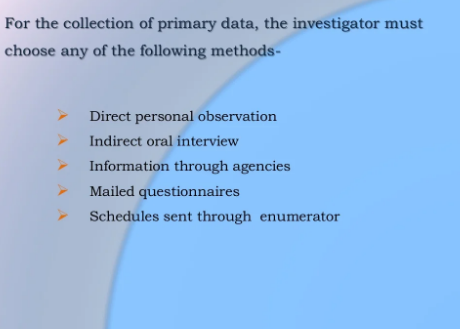 For the collection of primary data, the investigator must
choose any of the following methods-
Direct personal observation
Indirect oral interview
Information through agencies
Mailed questionnaires
Schedules sent through enumerator